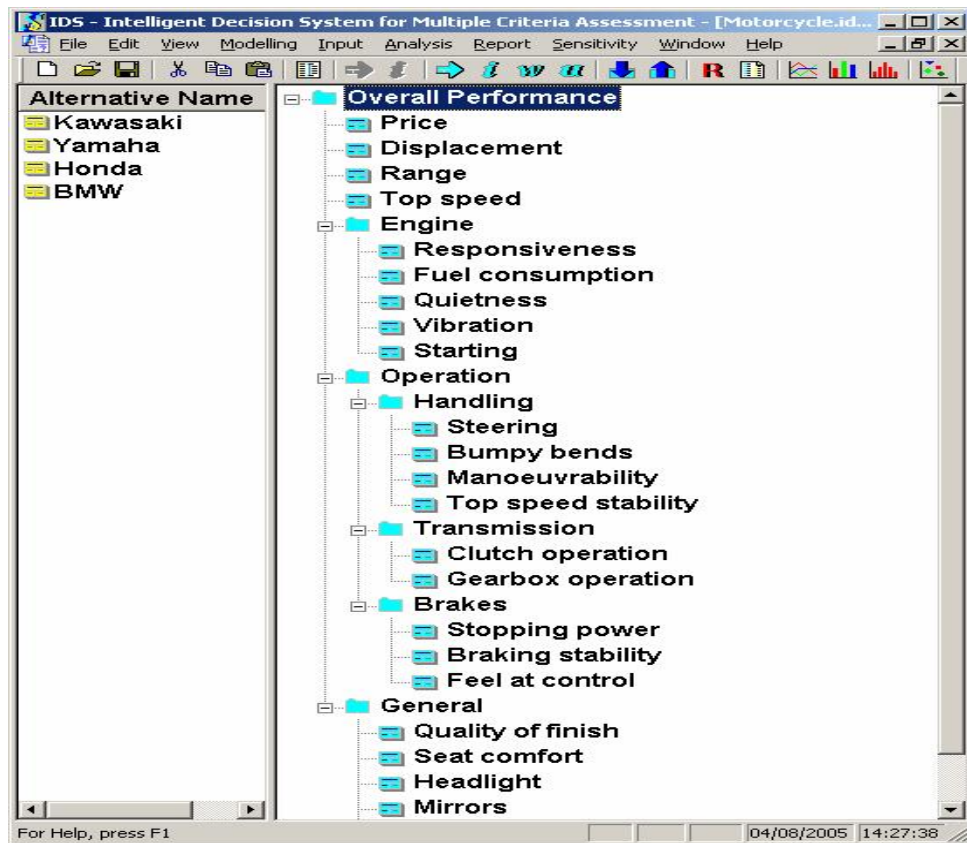 IDS - Intelligent Decision System for Multiple Criteria Assessment - [Motorcycle.id...
File Edit View Modelling Input Analysis Report Sensitivity Window Help
i w n R
Alternative Name
Kawasaki
Yamaha
Honda
BMW
Overall Performance
Price
Displacement
Range
Top speed
Engine
Responsiveness
Fuel consumption
Quietness
Vibration
Starting
Operation
Handling
Steering
Bumpy bends
Manoeuvrability
Top speed stability
Transmission
Clutch operation
Gearbox operation
Brakes
Stopping power
Braking stability
Feel at control
General
Quality of finish
Seat comfort
Headlight
Mirrors
For Help, press F1
04/08/2005 14:27:38